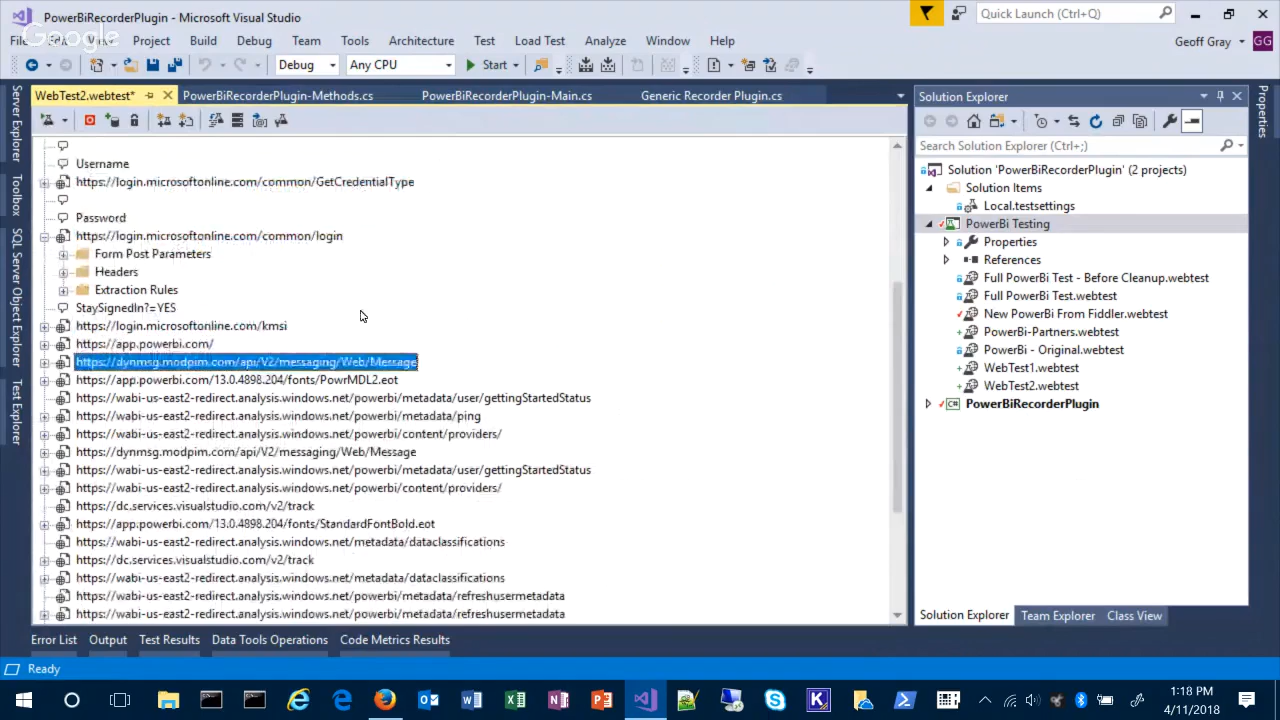 PowerBiRecorderPlugin - Microsoft Visual Studio
Quick Launch (Ctrl+Q)
Google
Project Build Debug Team Tools Architecture Test Load Test Analyze Window Help
Geoff Gray GG
Debug Any CPU Start
WebTest2.webtest* PowerBiRecorderPlugin-Methods.cs PowerBiRecorderPlugin-Main.cs Generic Recorder Plugin.cs
Server Explorer
Toolbox
SQL Server Object Explorer
Test Explorer
Username
https://login.microsoftonline.com/common/GetCredentialType
Password
https://login.microsoftonline.com/common/login
Form Post Parameters
Headers
Extraction Rules
StaySignedIn?=YES
https://login.microsoftonline.com/kmsi
https://app.powerbi.com/
https://dynmsg.modpim.com/api/V2/messaging/Web/Message
https://app.powerbi.com/13.0.4898.204/fonts/PowrMDL2.eot
https://wabi-us-east2-redirect.analysis.windows.net/powerbi/metadata/user/gettingStartedStatus
https://wabi-us-east2-redirect.analysis.windows.net/powerbi/metadata/ping
https://wabi-us-east2-redirect.analysis.windows.net/powerbi/content/providers/
https://dynmsg.modpim.com/api/V2/messaging/Web/Message
https://wabi-us-east2-redirect.analysis.windows.net/powerbi/metadata/user/gettingStartedStatus
https://wabi-us-east2-redirect.analysis.windows.net/powerbi/content/providers/
https://dc.services.visualstudio.com/v2/track
https://app.powerbi.com/13.0.4898.204/fonts/StandardFontBold.eot
https://wabi-us-east2-redirect.analysis.windows.net/metadata/dataclassifications
https://dc.services.visualstudio.com/v2/track
https://wabi-us-east2-redirect.analysis.windows.net/metadata/dataclassifications
https://wabi-us-east2-redirect.analysis.windows.net/metadata/refreshusermetadata
https://wabi-us-east2-redirect.analysis.windows.net/metadata/refreshusermetadata
Solution Explorer
Search Solution Explorer (Ctrl+;)
Solution 'PowerBiRecorderPlugin' (2 projects)
Solution Items
Local.testsettings
PowerBi Testing
Properties
References
Full PowerBi Test - Before Cleanup.webtest
Full PowerBi Test.webtest
New PowerBi From Fiddler.webtest
PowerBi-Partners.webtest
PowerBi - Original.webtest
WebTest1.webtest
WebTest2.webtest
PowerBiRecorderPlugin
Solution Explorer Team Explorer Class View
Properties
Error List Output Test Results Data Tools Operations Code Metrics Results
Ready
1:18 PM
4/11/2018